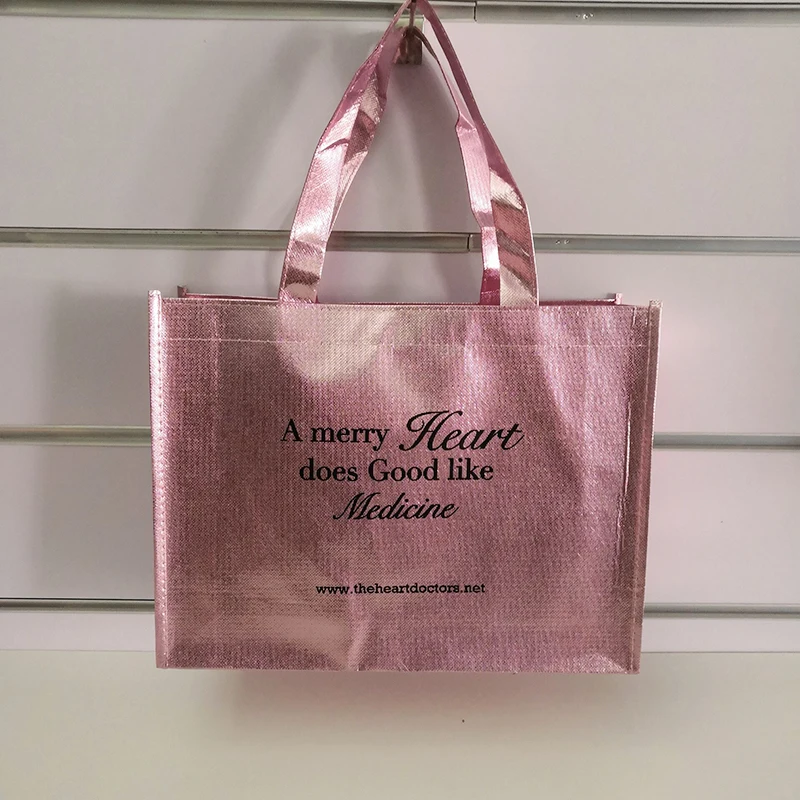 A merry Heart
does Good like
Medicine
www.theheartdoctors.net